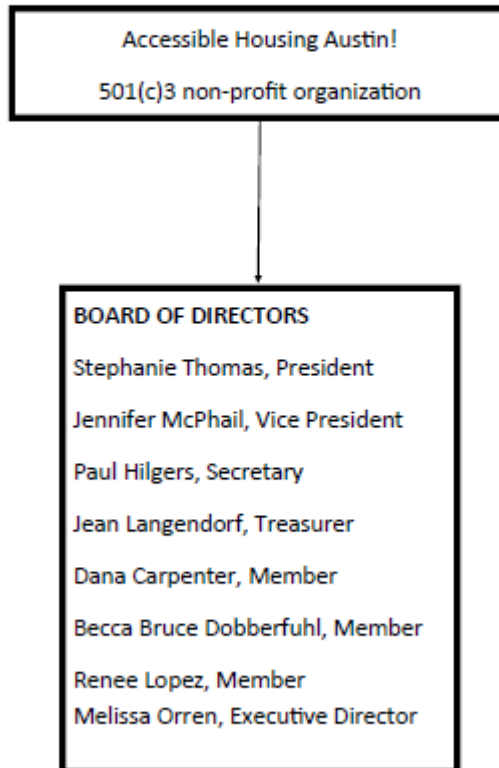 Accessible Housing Austin!
501(c)3 non-profit organization
BOARD OF DIRECTORS
Stephanie Thomas, President
Jennifer McPhail, Vice President
Paul Hilgers, Secretary
Jean Langendorf, Treasurer
Dana Carpenter, Member
Becca Bruce Dobberfuhl, Member
Renee Lopez, Member
Melissa Orren, Executive Director